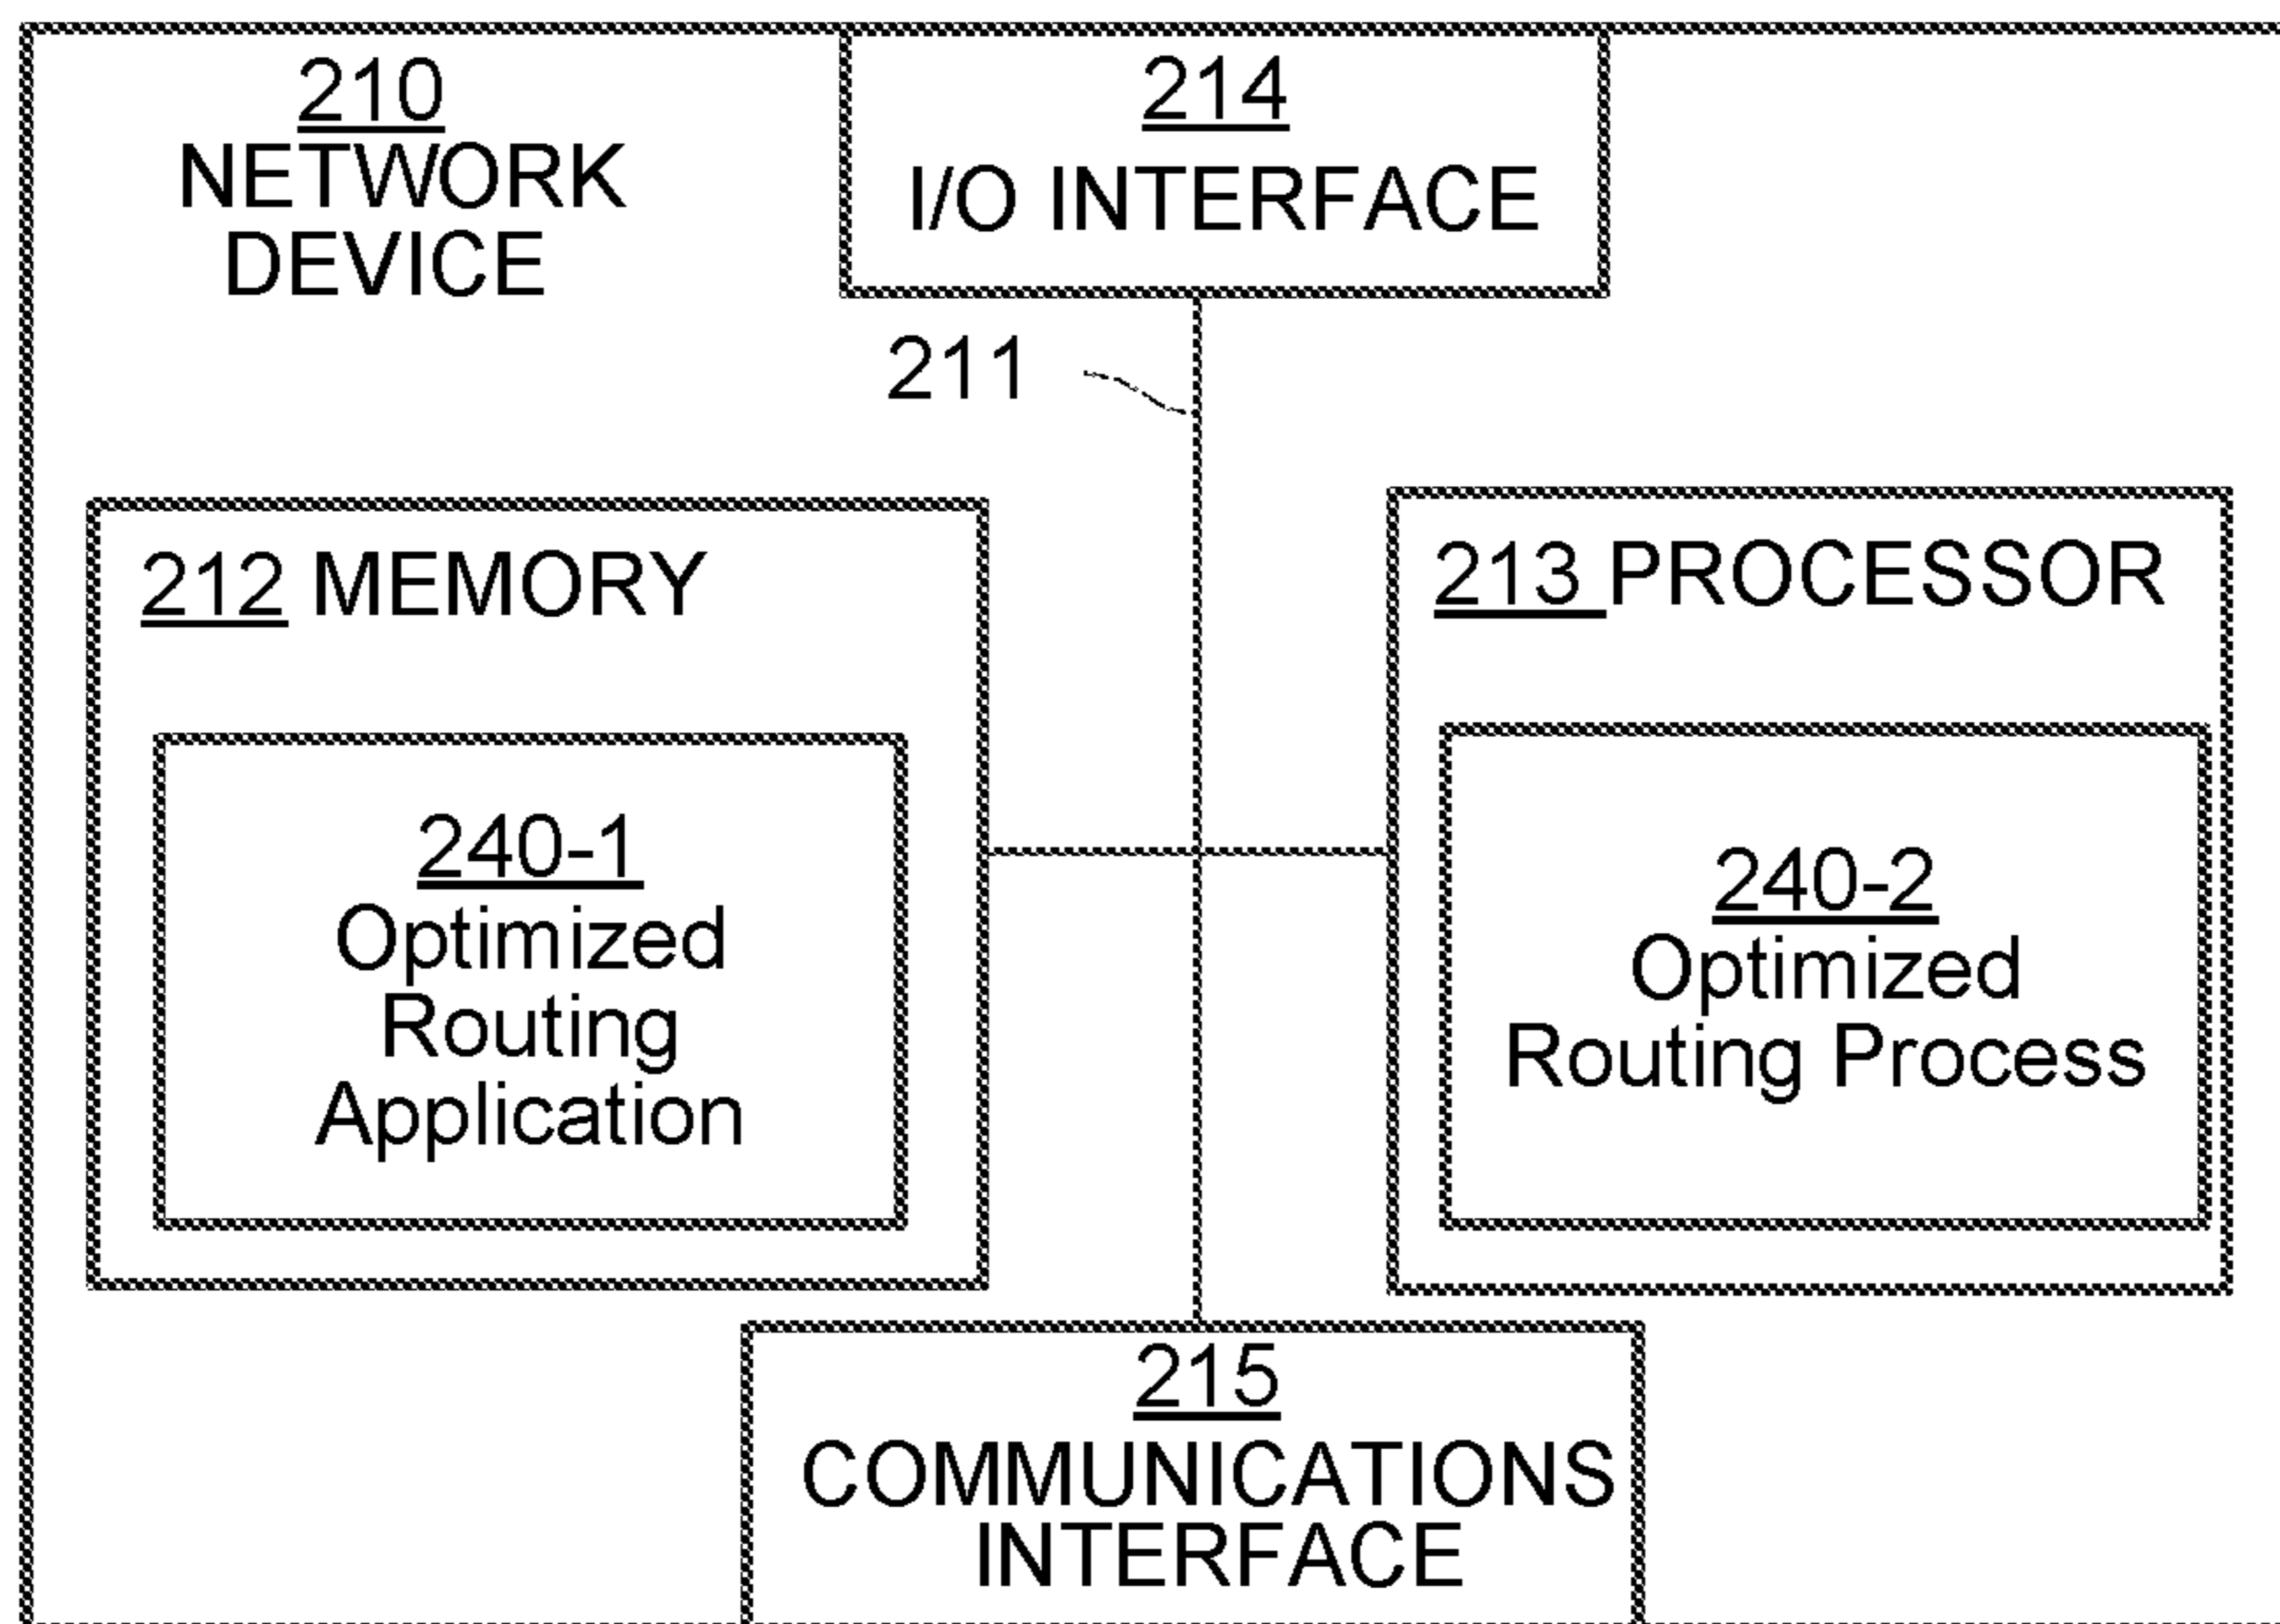 210
NETWORK
DEVICE
214
I/O INTERFACE
211
212 MEMORY
213 PROCESSOR
240-1
Optimized
Routing
Application
240-2
Optimized
Routing Process
215
COMMUNICATIONS
INTERFACE